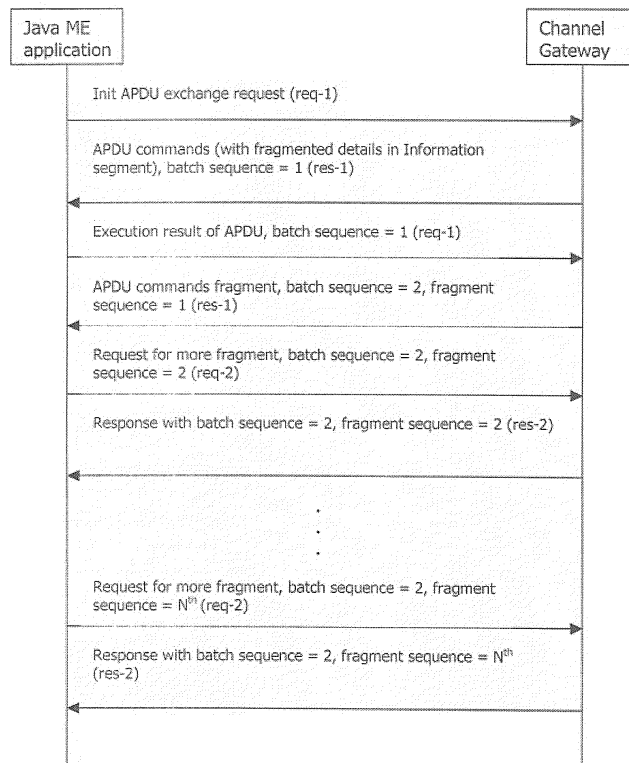 Java ME
application
Channel
Gateway
Init APDU exchange request (req-1)
APDU commands (with fragmented details in Information
segment), batch sequence = 1 (res-1)
Execution result of APDU, batch sequence = 1 (req-1)
APDU commands fragment, batch sequence = 2, fragment
sequence = 1 (res-1)
Request for more fragment, batch sequence = 2, fragment
sequence = 2 (req-2)
Response with batch sequence = 2, fragment sequence = 2 (res-2)
Request for more fragment, batch sequence = 2, fragment
sequence = Nth (req-2)
Response with batch sequence = 2, fragment sequence = Nth
(res-2)